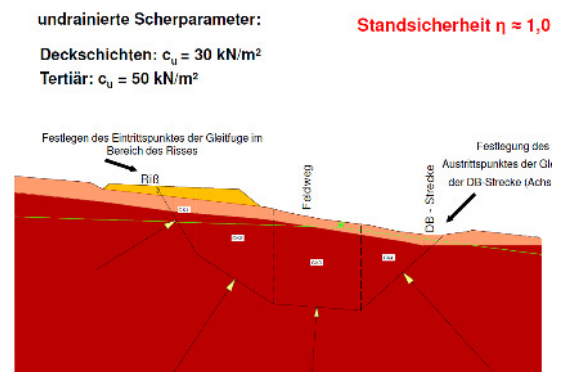 undrainierte Scherparameter:
Standsicherheit η ≈ 1,0
Deckschichten: cᵤ = 30 kN/m²
Tertiär: cᵤ = 50 kN/m²
Festlegen des Eintrittspunktes der Gleitfuge im
Bereich des Risses
Festlegung des
Austrittspunktes der Gle
der DB-Strecke (Achs
Riß
Feldweg
DB - Strecke